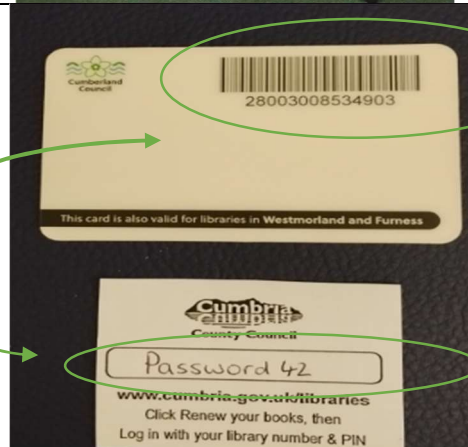 Cumberland
Council
28003008534903
This card is also valid for libraries in Westmorland and Furness
Cumbria
County Council
Password 42
www.cumbria.gov.uk/libraries
Click Renew your books, then
Log in with your library number & PIN